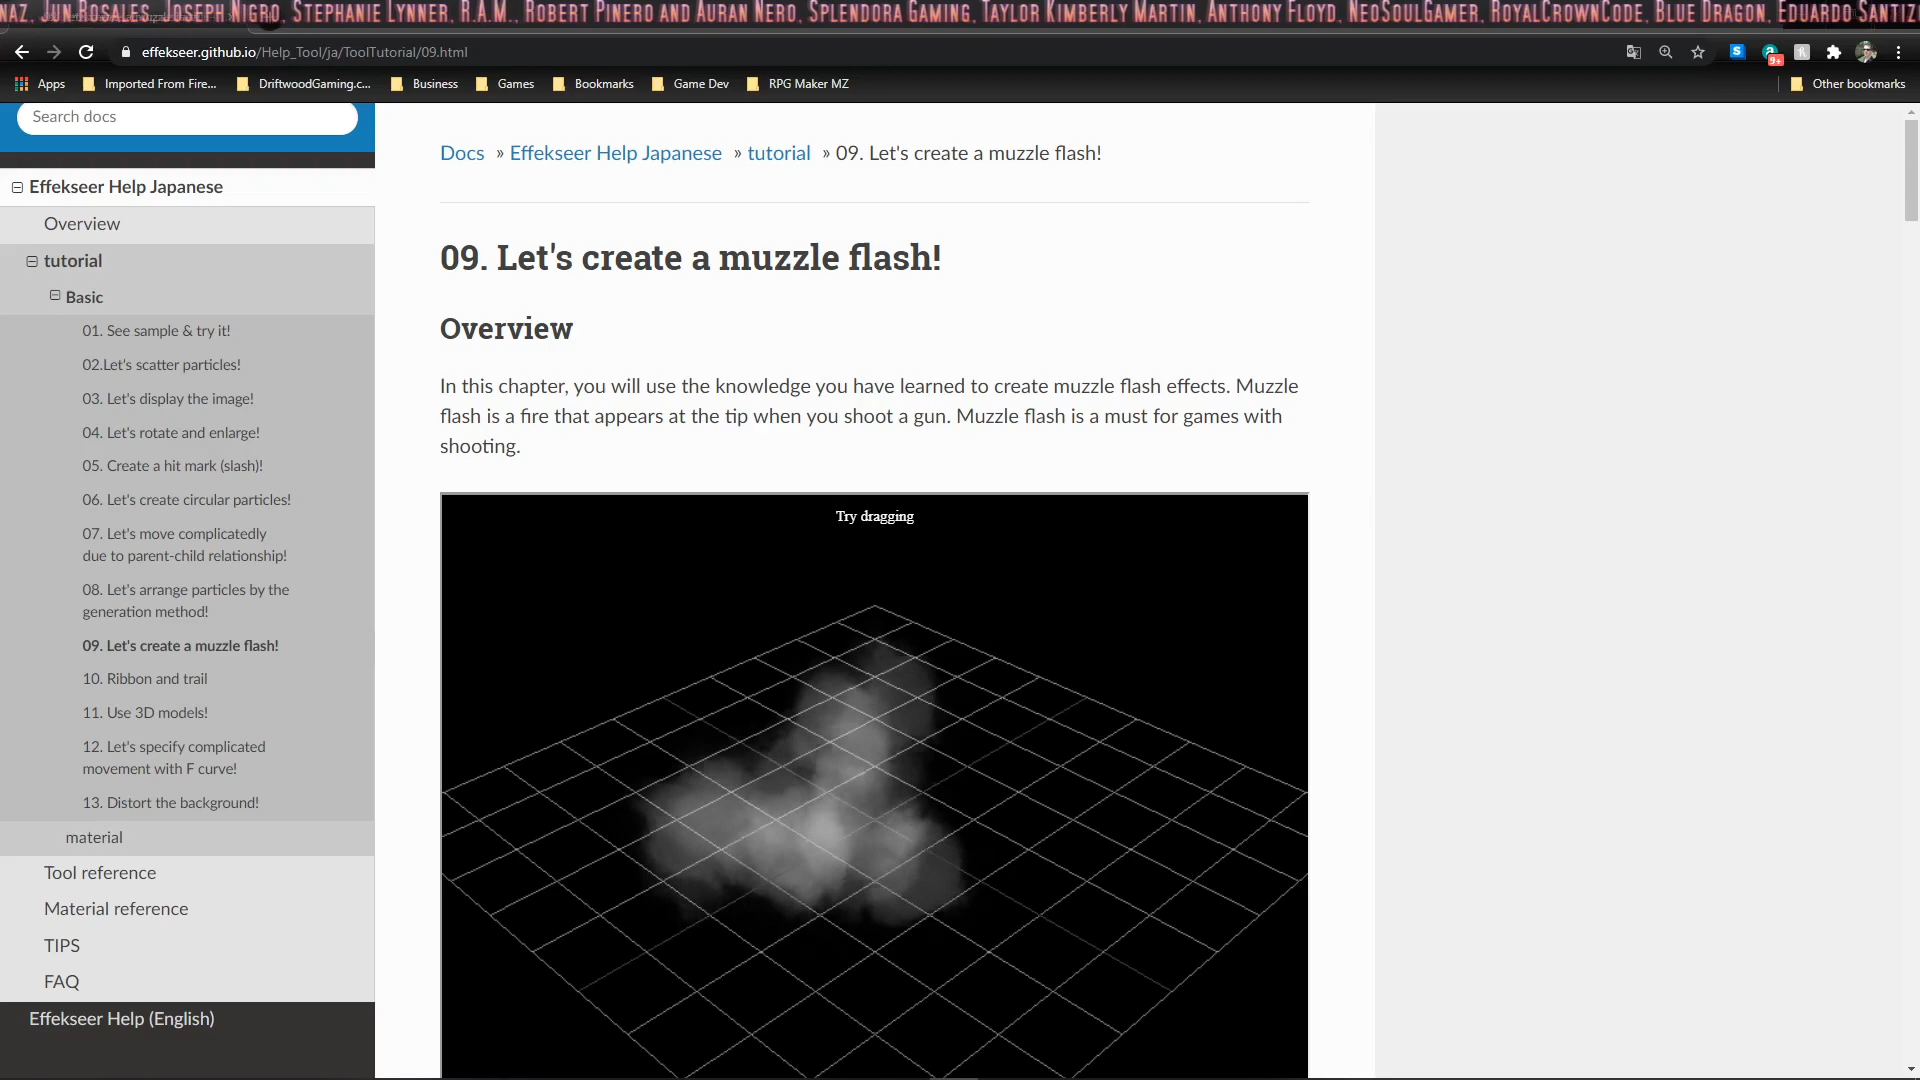 NAZ, Jun Rosales, Joseph Nigro, Stephanie Lynner, R.A.M., Robert Pinero and Auran Nero, Splendora Gaming, Taylor Kimberly Martin, Anthony Floyd, NeoSoulGamer, RoyalCrownCode, Blue Dragon, Eduardo Santiz
effekseer.github.io/Help_Tool/ja/ToolTutorial/09.html
S
a
9+
Apps
Imported From Fire...
DriftwoodGaming.c...
Business
Games
Bookmarks
Game Dev
RPG Maker MZ
Other bookmarks
Search docs
Effekseer Help Japanese
Overview
tutorial
Basic
01. See sample & try it!
02.Let's scatter particles!
03. Let's display the image!
04. Let's rotate and enlarge!
05. Create a hit mark (slash)!
06. Let's create circular particles!
07. Let's move complicatedly
due to parent-child relationship!
08. Let's arrange particles by the
generation method!
09. Let's create a muzzle flash!
10. Ribbon and trail
11. Use 3D models!
12. Let's specify complicated
movement with F curve!
13. Distort the background!
material
Tool reference
Material reference
TIPS
FAQ
Effekseer Help (English)
Docs » Effekseer Help Japanese » tutorial » 09. Let's create a muzzle flash!
09. Let's create a muzzle flash!
Overview
In this chapter, you will use the knowledge you have learned to create muzzle flash effects. Muzzle
flash is a fire that appears at the tip when you shoot a gun. Muzzle flash is a must for games with
shooting.
Try dragging